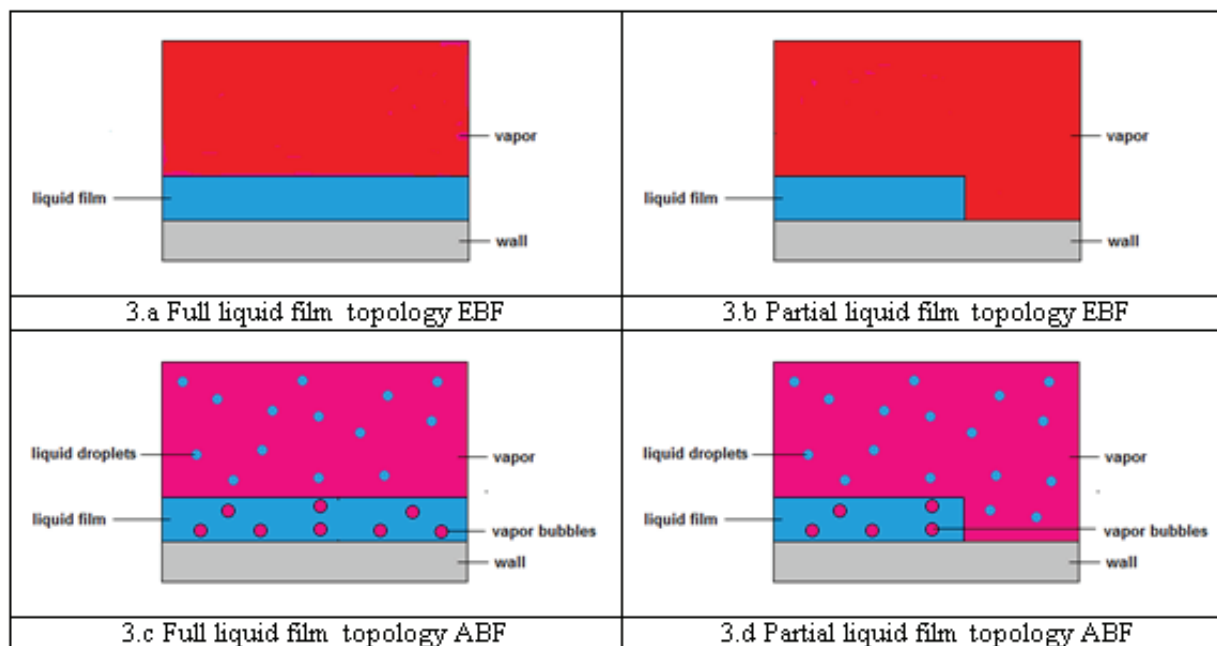 vapor
liquid film
wall
3.a Full liquid film topology EBF
vapor
liquid film
wall
3.b Partial liquid film topology EBF
liquid droplets
vapor
liquid film
vapor bubbles
wall
3.c Full liquid film topology ABF
liquid droplets
vapor
liquid film
vapor bubbles
wall
3.d Partial liquid film topology ABF